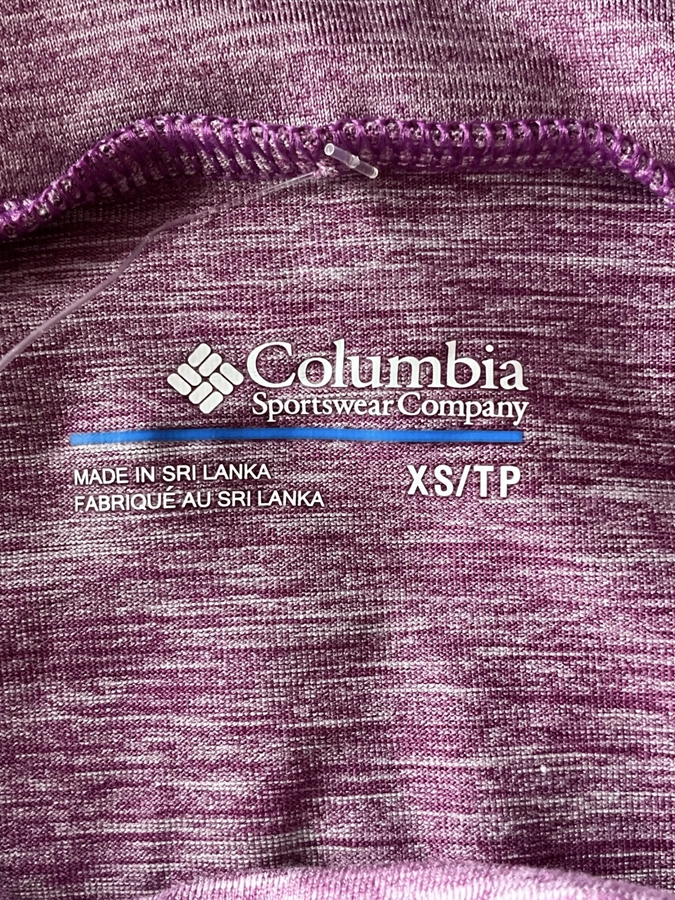 Columbia
Sportswear Company
MADE IN SRI LANKA
FABRIQUÉ AU SRI LANKA
XS/TP